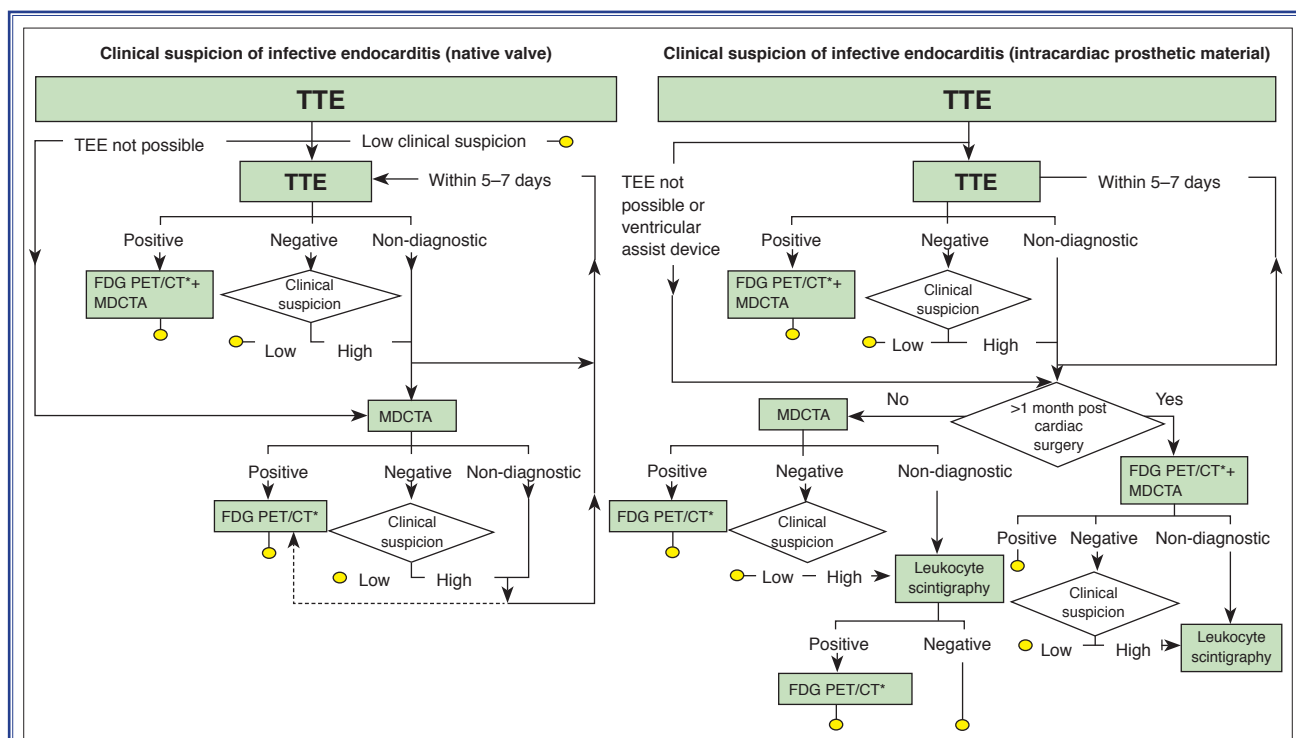 Clinical suspicion of infective endocarditis (native valve)
TTE
TEE not possible
Low clinical suspicion
TTE
Within 5–7 days
Positive
Negative
Non-diagnostic
FDG PET/CT*+
MDCTA
Clinical
suspicion
Low
High
MDCTA
Positive
Negative
Non-diagnostic
FDG PET/CT*
Clinical
suspicion
Low
High
Clinical suspicion of infective endocarditis (intracardiac prosthetic material)
TTE
TEE not
possible or
ventricular
assist device
TTE
Within 5–7 days
Positive
Negative
Non-diagnostic
FDG PET/CT*+
MDCTA
Clinical
suspicion
Low
High
>1 month post
cardiac
surgery
No
Yes
MDCTA
Positive
Negative
Non-diagnostic
FDG PET/CT*
Clinical
suspicion
Low
High
Leukocyte
scintigraphy
Positive
Negative
FDG PET/CT*
FDG PET/CT*+
MDCTA
Positive
Negative
Non-diagnostic
Clinical
suspicion
Low
High
Leukocyte
scintigraphy